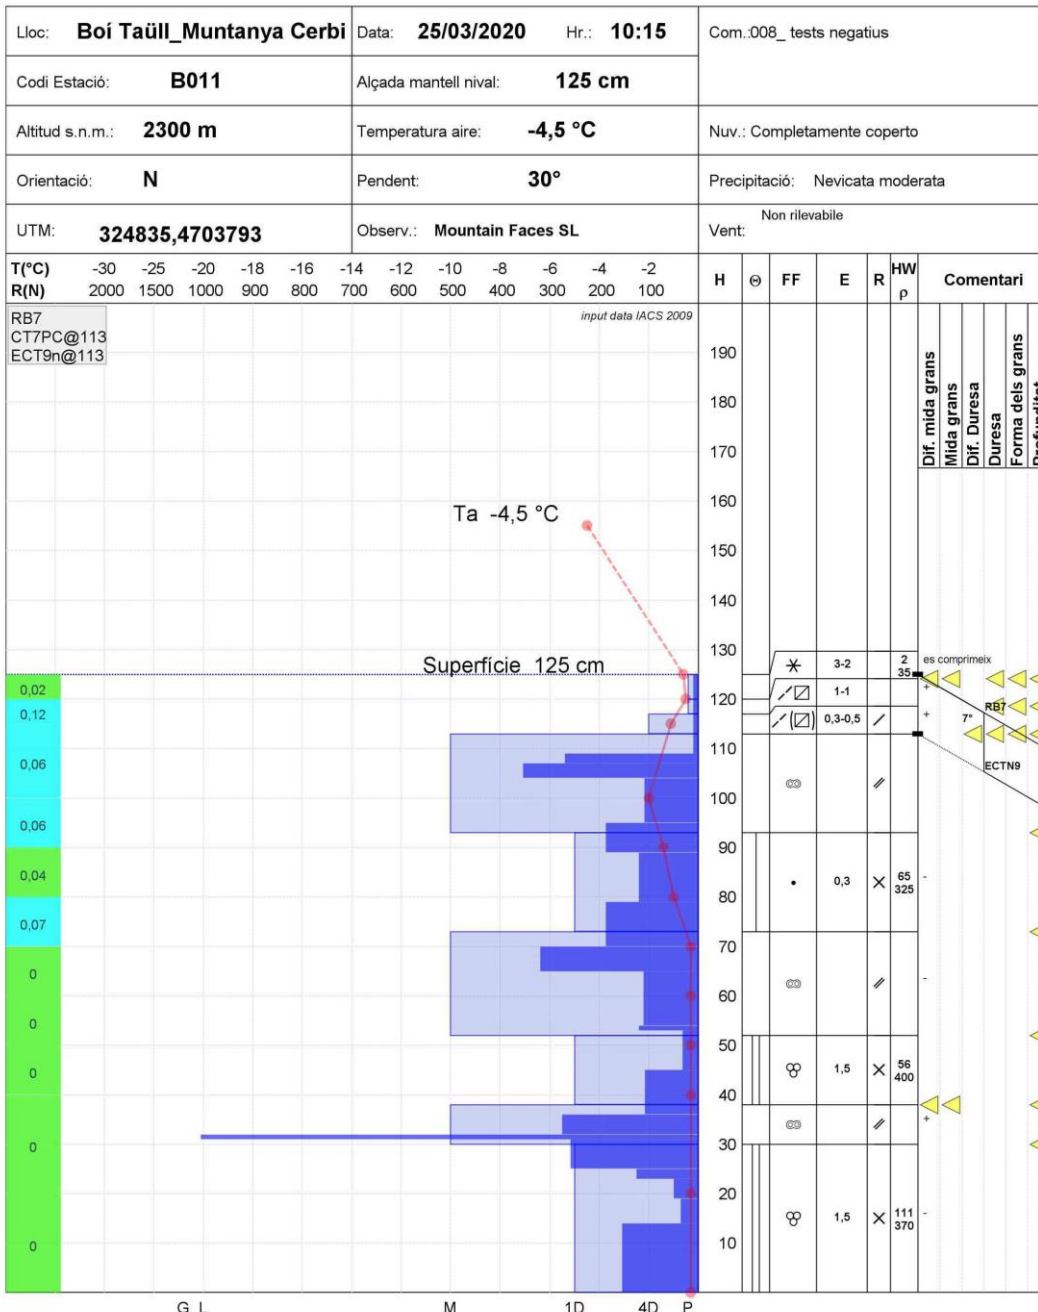 Lloc: Boí Taüll_Muntanya Cerbi Data: 25/03/2020 Hr.: 10:15 Com.:008_ tests negatius
Codi Estació: B011 Alçada mantell nival: 125 cm
Altitud s.n.m.: 2300 m Temperatura aire: -4,5 °C Nuv.: Completamente coperto
Orientació: N Pendent: 30° Precipitació: Nevicata moderata
UTM: 324835,4703793 Observ.: Mountain Faces SL Vent: Non rilevabile
T(°C) -30 -25 -20 -18 -16 -14 -12 -10 -8 -6 -4 -2
R(N) 2000 1500 1000 900 800 700 600 500 400 300 200 100
H Θ FF E R HW ρ Comentari
RB7
CT7PC@113
ECT9n@113
input data IACS 2009
Dif. mida grans
Mida grans
Dif. Duresa
Duresa
Forma dels grans
190
180
170
160
Ta -4,5 °C
150
140
130
Superfície 125 cm
3-2 2 35 es comprimeix
0,02 120 1-1 + RB7
0,12 0,3-0,5 + 7°
110
0,06 ECTN9
100
0,06
90
0,04 0,3 65 325 -
80
0,07
70
0 -
60
0
50
0 1,5 56 400
40
+
0 30
20
1,5 111 370 -
0 10
G L M 1D 4D P